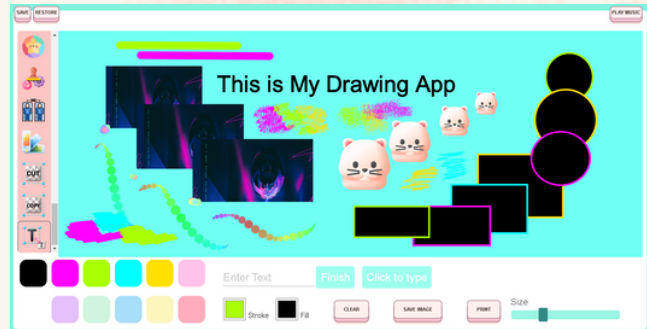 SAVE RESTORE PLAY MUSIC
This is My Drawing App
CUT
COPY
T
Enter Text Finish Click to type
Stroke Fill CLEAR SAVE IMAGE PRINT Size